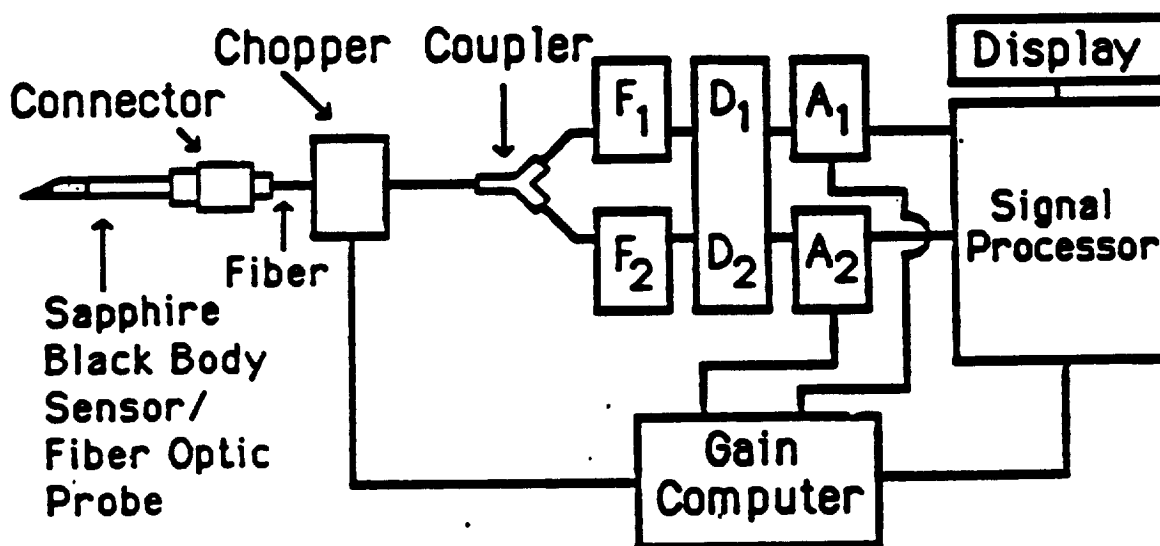 Chopper
Coupler
Connector
Fiber
Sapphire
Black Body
Sensor/
Fiber Optic
Probe
F1
D1
A1
F2
D2
A2
Display
Signal
Processor
Gain
Computer